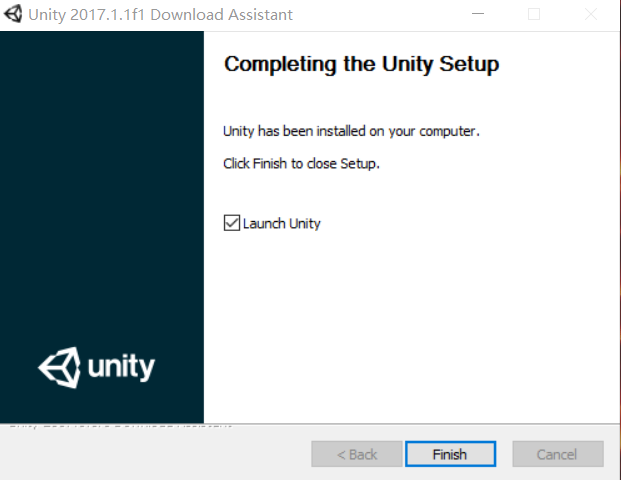 Unity 2017.1.1f1 Download Assistant
Completing the Unity Setup
Unity has been installed on your computer.
Click Finish to close Setup.
Launch Unity
unity
< Back
Finish
Cancel